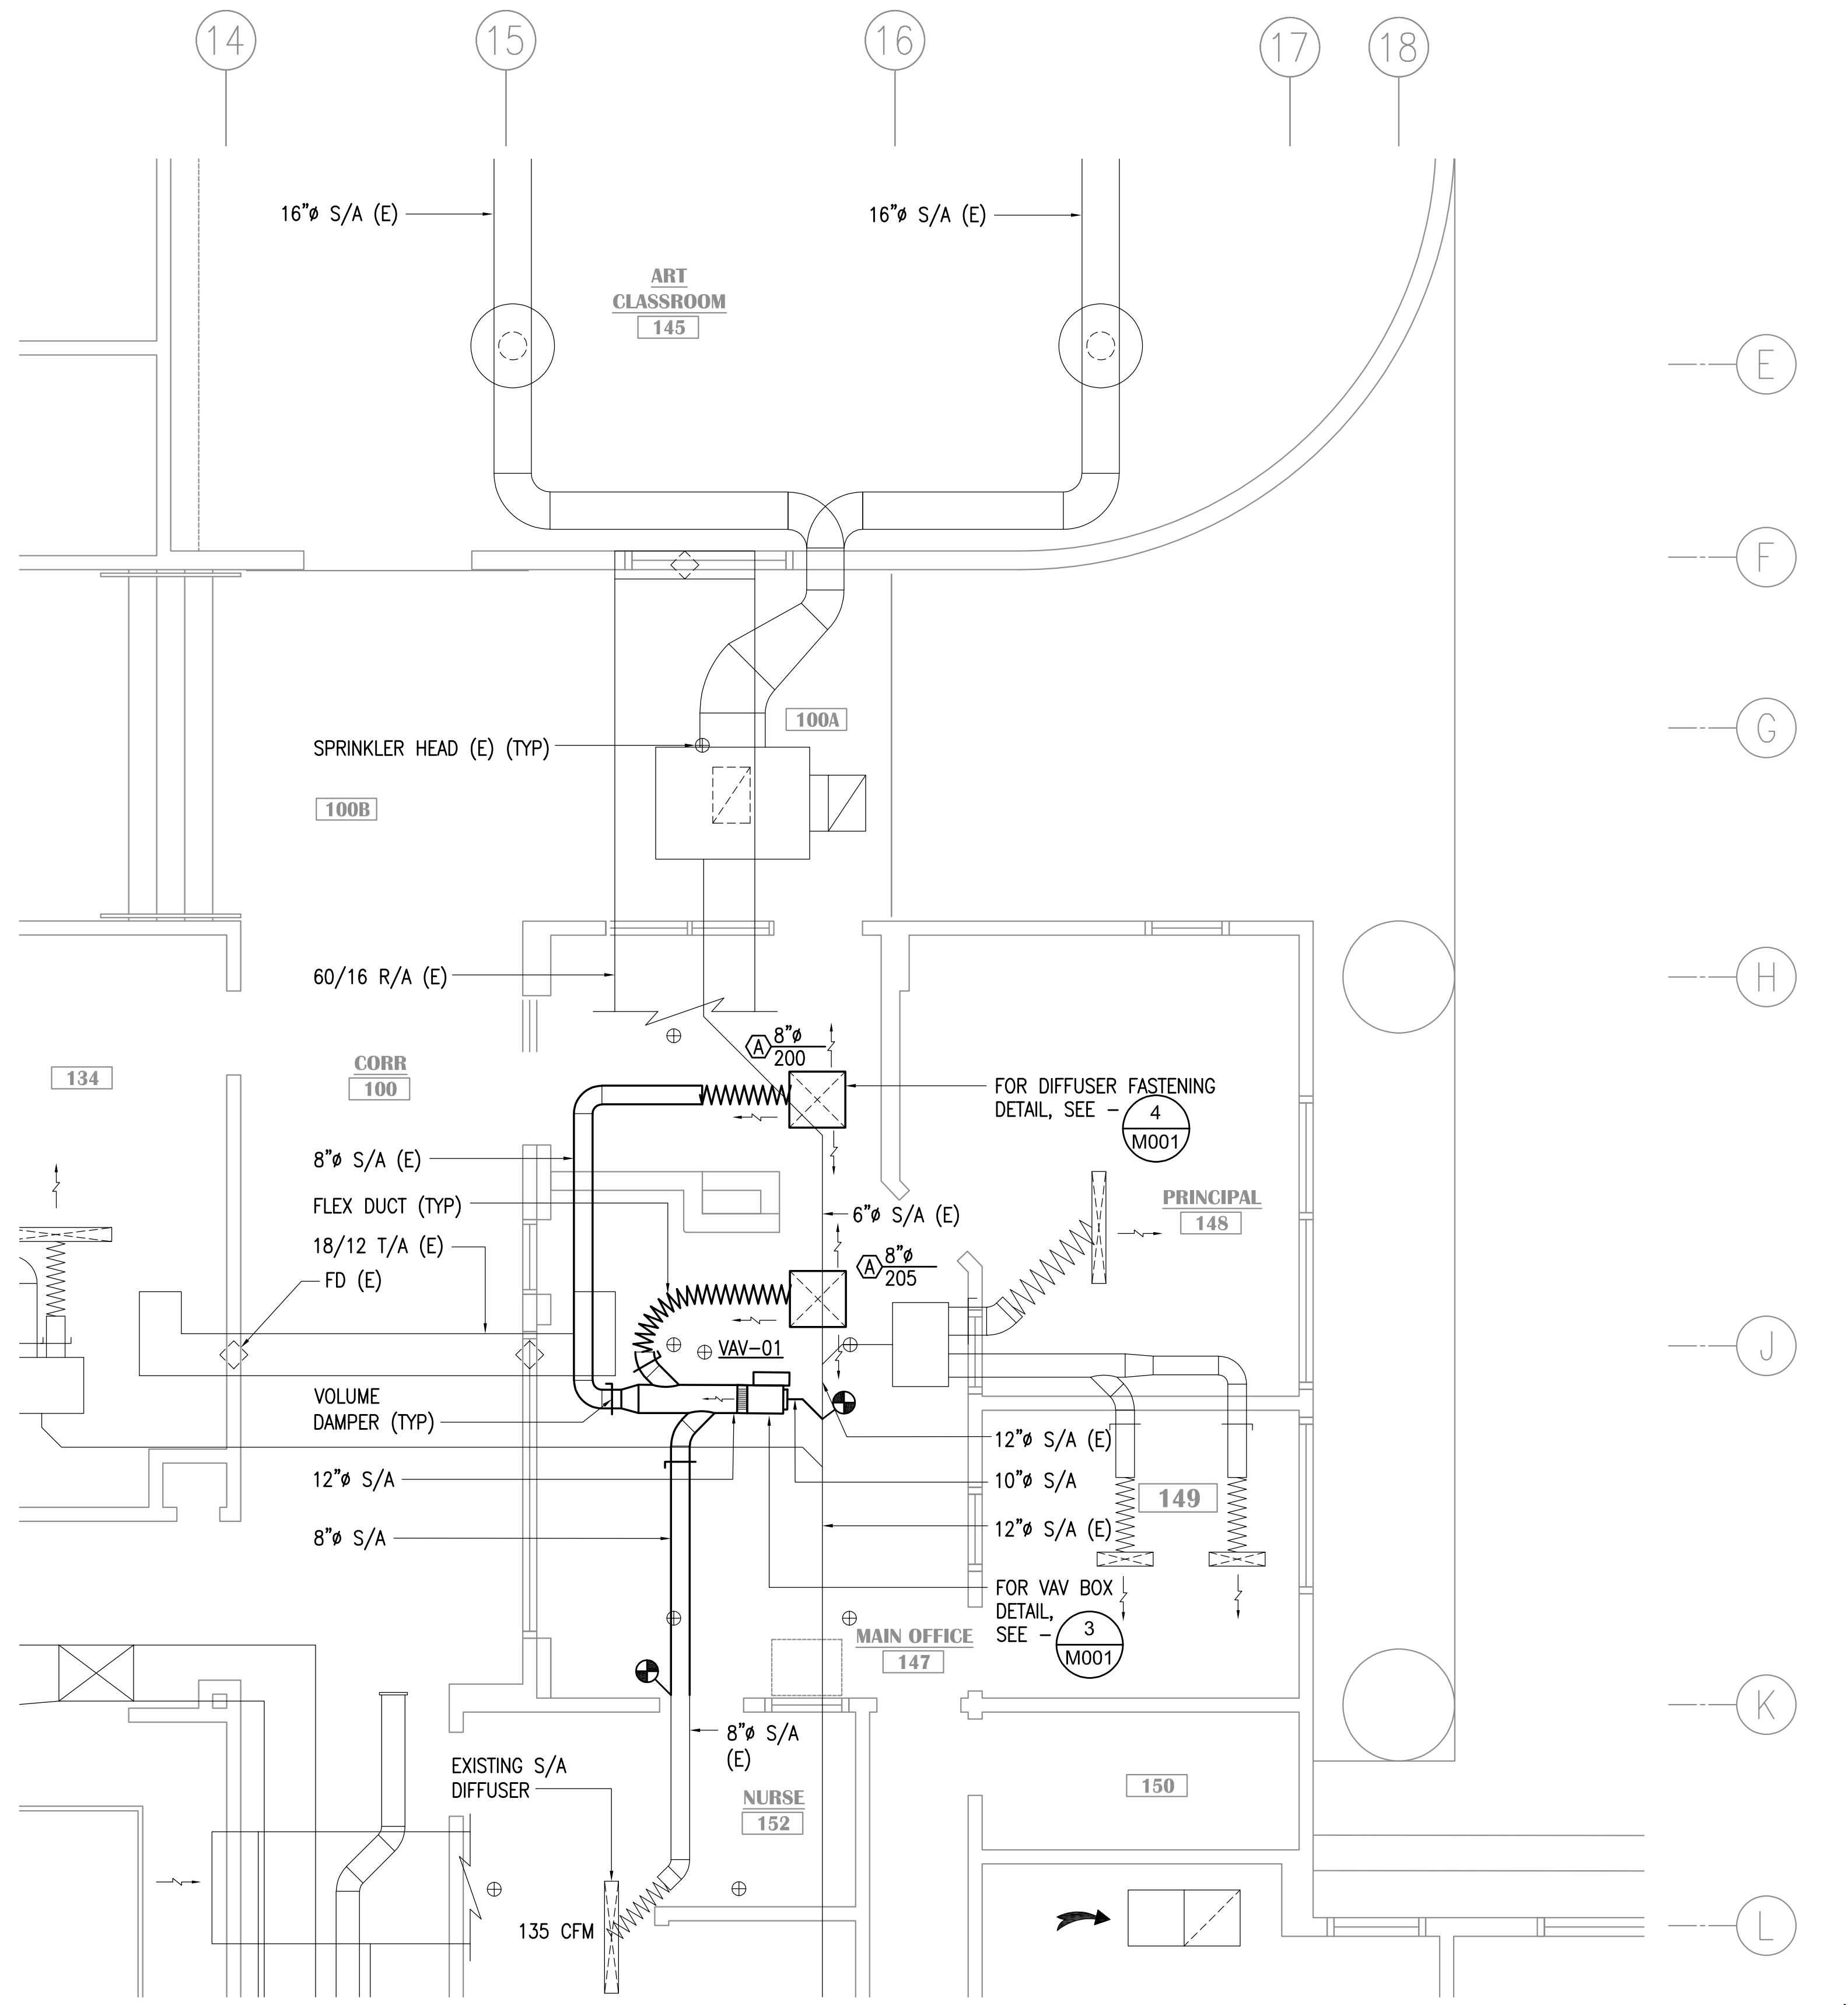 14
15
16
17
18
16"ø S/A (E)
16"ø S/A (E)
ART
CLASSROOM
145
E
F
100A
G
SPRINKLER HEAD (E) (TYP)
100B
60/16 R/A (E)
H
A 8"ø
200
CORR
100
134
FOR DIFFUSER FASTENING
DETAIL, SEE -
4
M001
8"ø S/A (E)
FLEX DUCT (TYP)
6"ø S/A (E)
PRINCIPAL
148
18/12 T/A (E)
FD (E)
A 8"ø
205
VAV-01
J
VOLUME
DAMPER (TYP)
12"ø S/A (E)
12"ø S/A
10"ø S/A
149
8"ø S/A
12"ø S/A (E)
FOR VAV BOX
DETAIL,
SEE -
3
M001
MAIN OFFICE
147
K
8"ø S/A
(E)
EXISTING S/A
DIFFUSER
NURSE
152
150
135 CFM
L